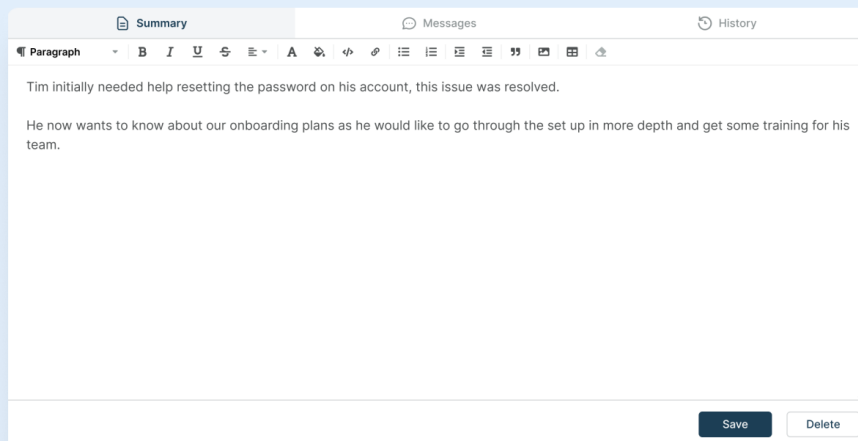 Summary
Messages
History
Paragraph
Tim initially needed help resetting the password on his account, this issue was resolved.
He now wants to know about our onboarding plans as he would like to go through the set up in more depth and get some training for his
team.
Save
Delete